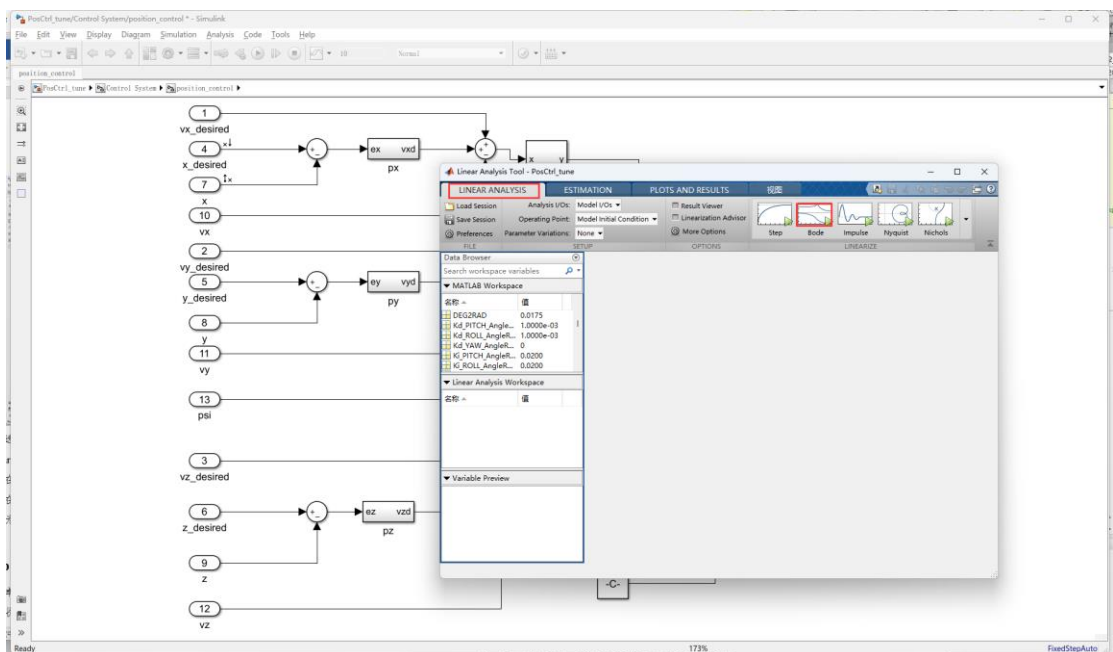 PosCtrl_tune/Control System/position_control * - Simulink
File Edit View Display Diagram Simulation Analysis Code Tools Help
10 Normal
position_control
PosCtrl_tune Control System position_control
1
vx_desired
4
x_desired
7
x
10
vx
ex vxd
px
x y
2
vy_desired
5
y_desired
8
y
11
vy
ey vyd
py
13
psi
3
vz_desired
6
z_desired
9
z
12
vz
ez vzd
pz
-C-
Linear Analysis Tool - PosCtrl_tune
LINEAR ANALYSIS ESTIMATION PLOTS AND RESULTS 视图
Load Session Analysis I/Os: Model I/Os Result Viewer
Save Session Operating Point: Model Initial Condition Linearization Advisor
Preferences Parameter Variations: None More Options
Step Bode Impulse Nyquist Nichols
FILE SETUP OPTIONS LINEARIZE
Data Browser
Search workspace variables
MATLAB Workspace
名称 值
DEG2RAD 0.0175
Kd_PITCH_Angle... 1.0000e-03
Kd_ROLL_AngleR... 1.0000e-03
Kd_YAW_AngleR... 0
Ki_PITCH_AngleR... 0.0200
Ki_ROLL_AngleR... 0.0200
Linear Analysis Workspace
名称 值
Variable Preview
Ready 173% FixedStepAuto